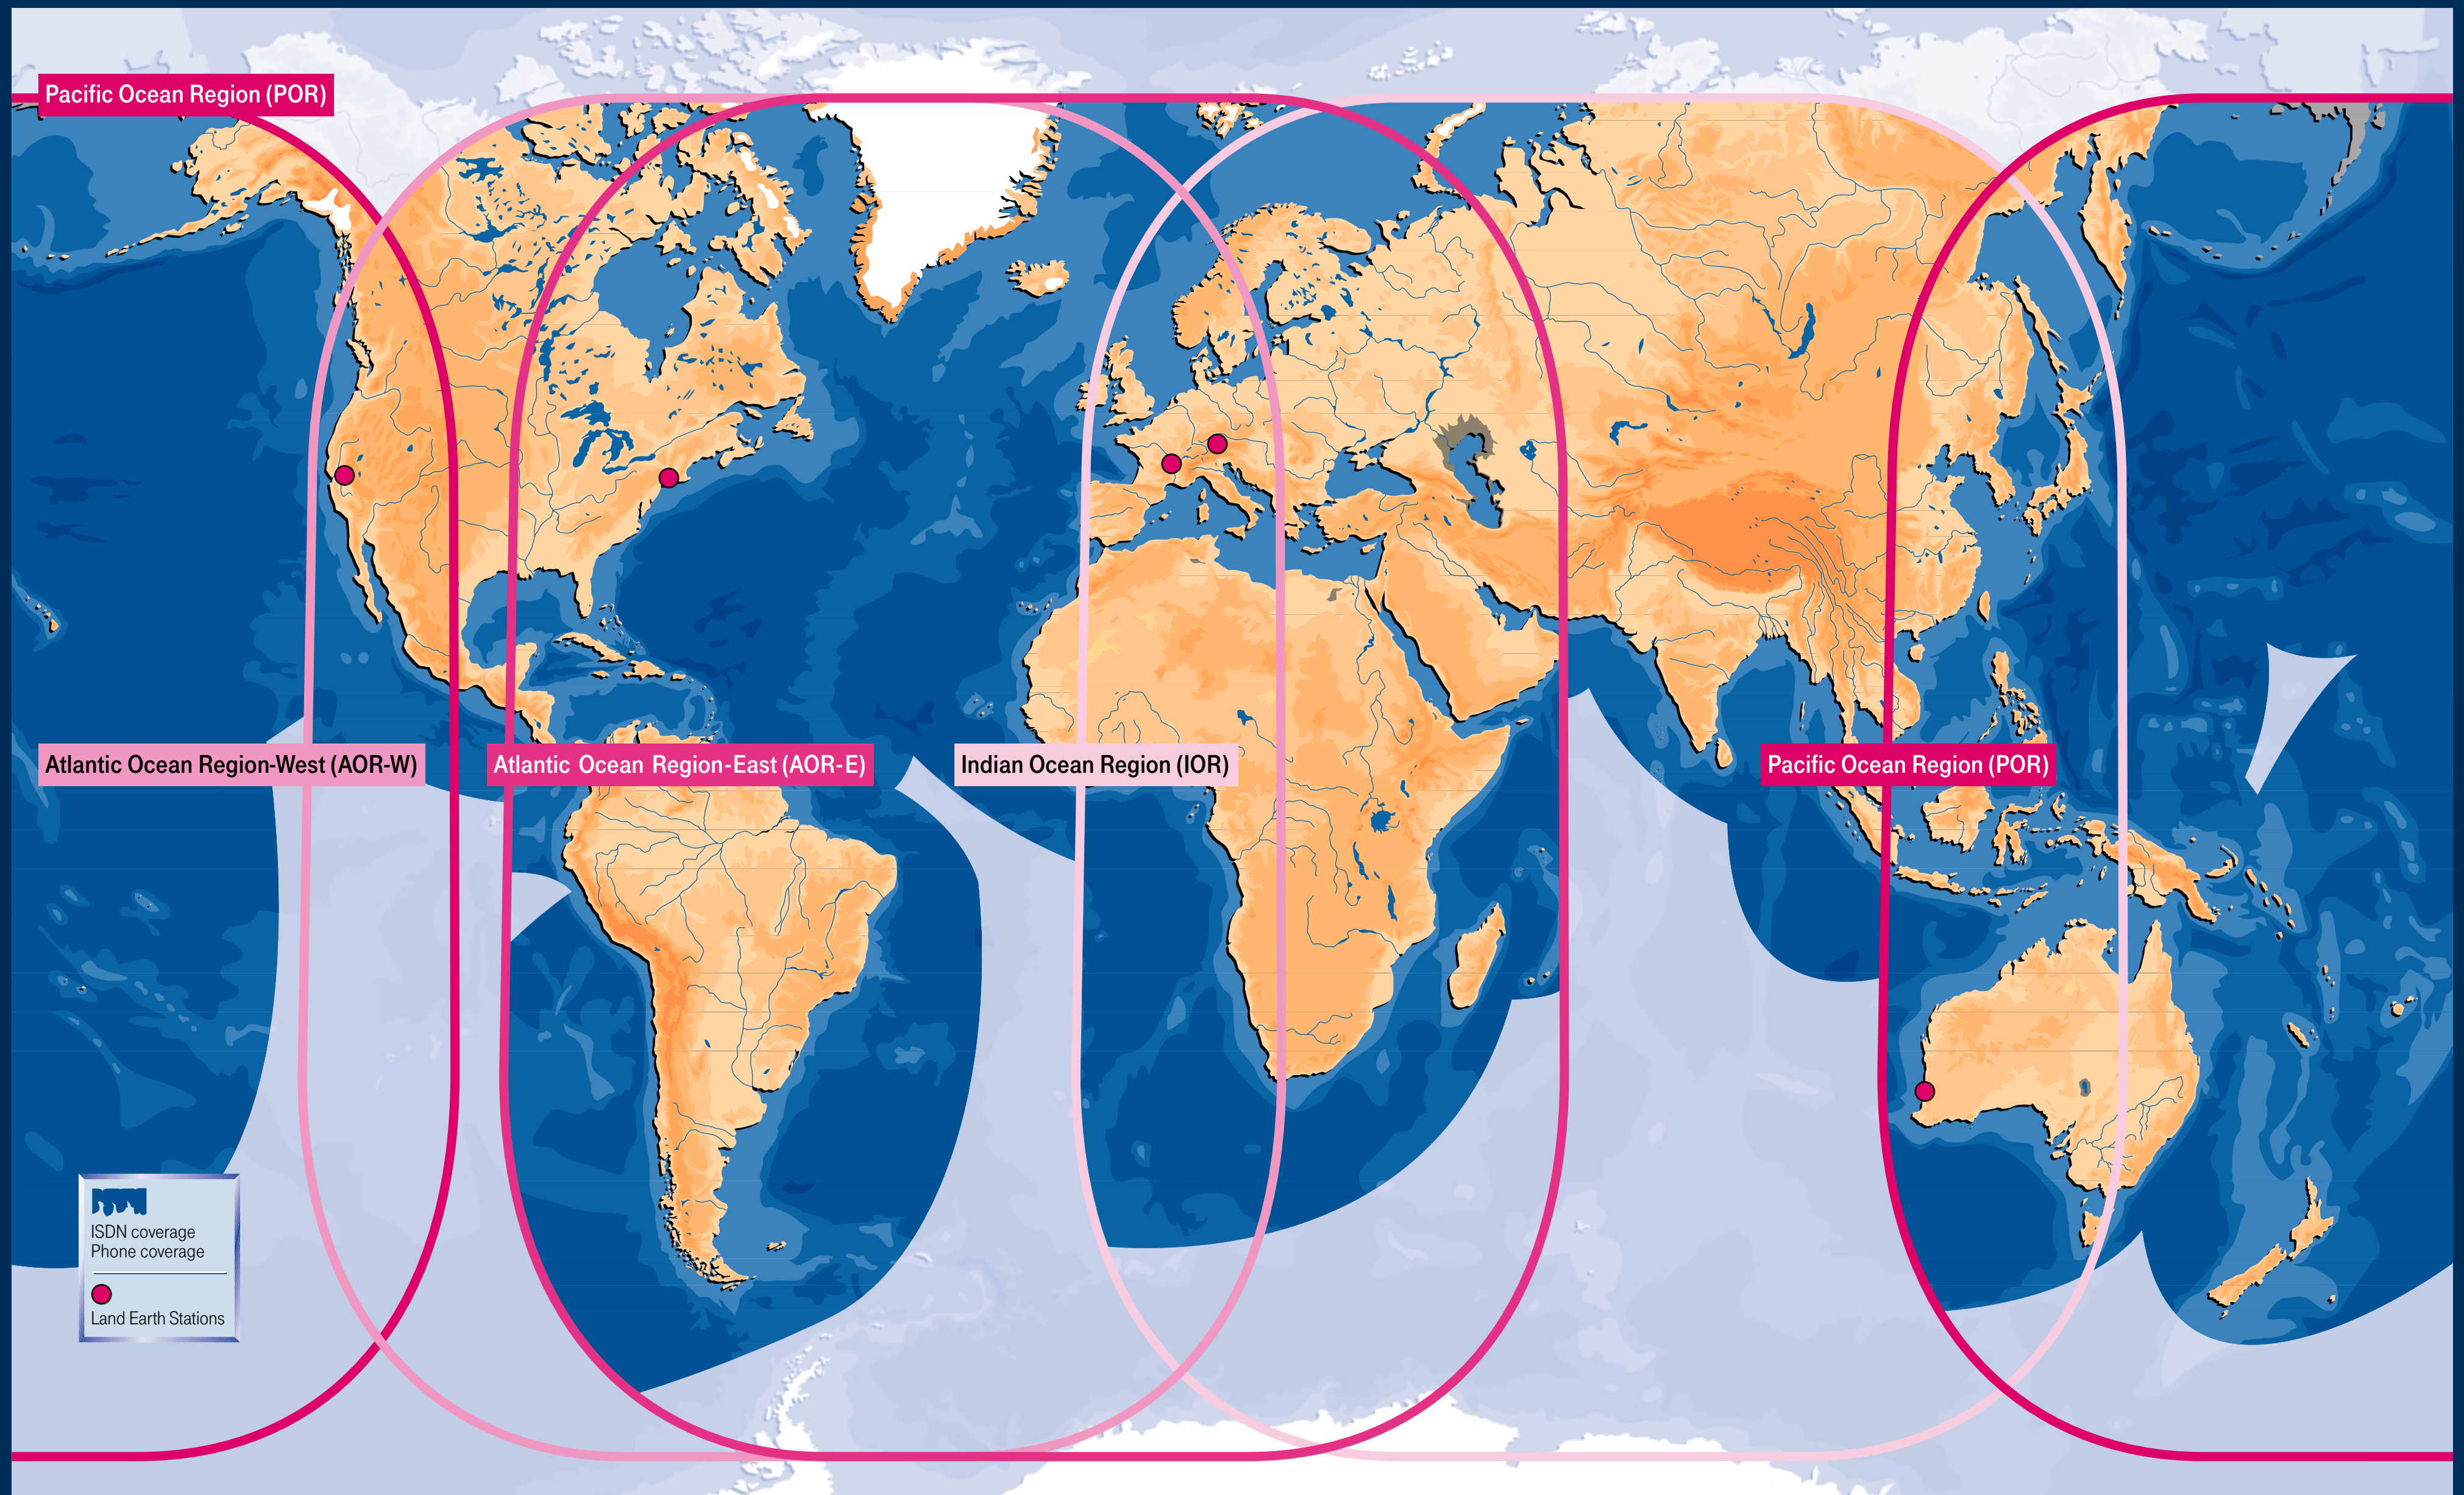 Pacific Ocean Region (POR)
Atlantic Ocean Region-West (AOR-W)
Atlantic Ocean Region-East (AOR-E)
Indian Ocean Region (IOR)
Pacific Ocean Region (POR)
ISDN coverage
Phone coverage
Land Earth Stations